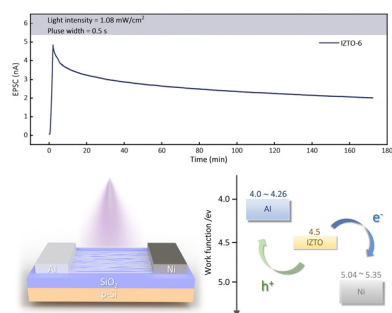 Light intensity = 1.08 mW/cm²
Pluse width = 0.5 s
IZTO-6
6
5
4
3
2
1
0
EPSC (nA)
0 20 40 60 80 100 120 140 160 180
Time (min)
Al
Ni
SiO₂
p-Si
Work function /ev
4.0
4.5
5.0
4.0 ~ 4.26
Al
4.5
IZTO
e⁻
h⁺
5.04 ~ 5.35
Ni